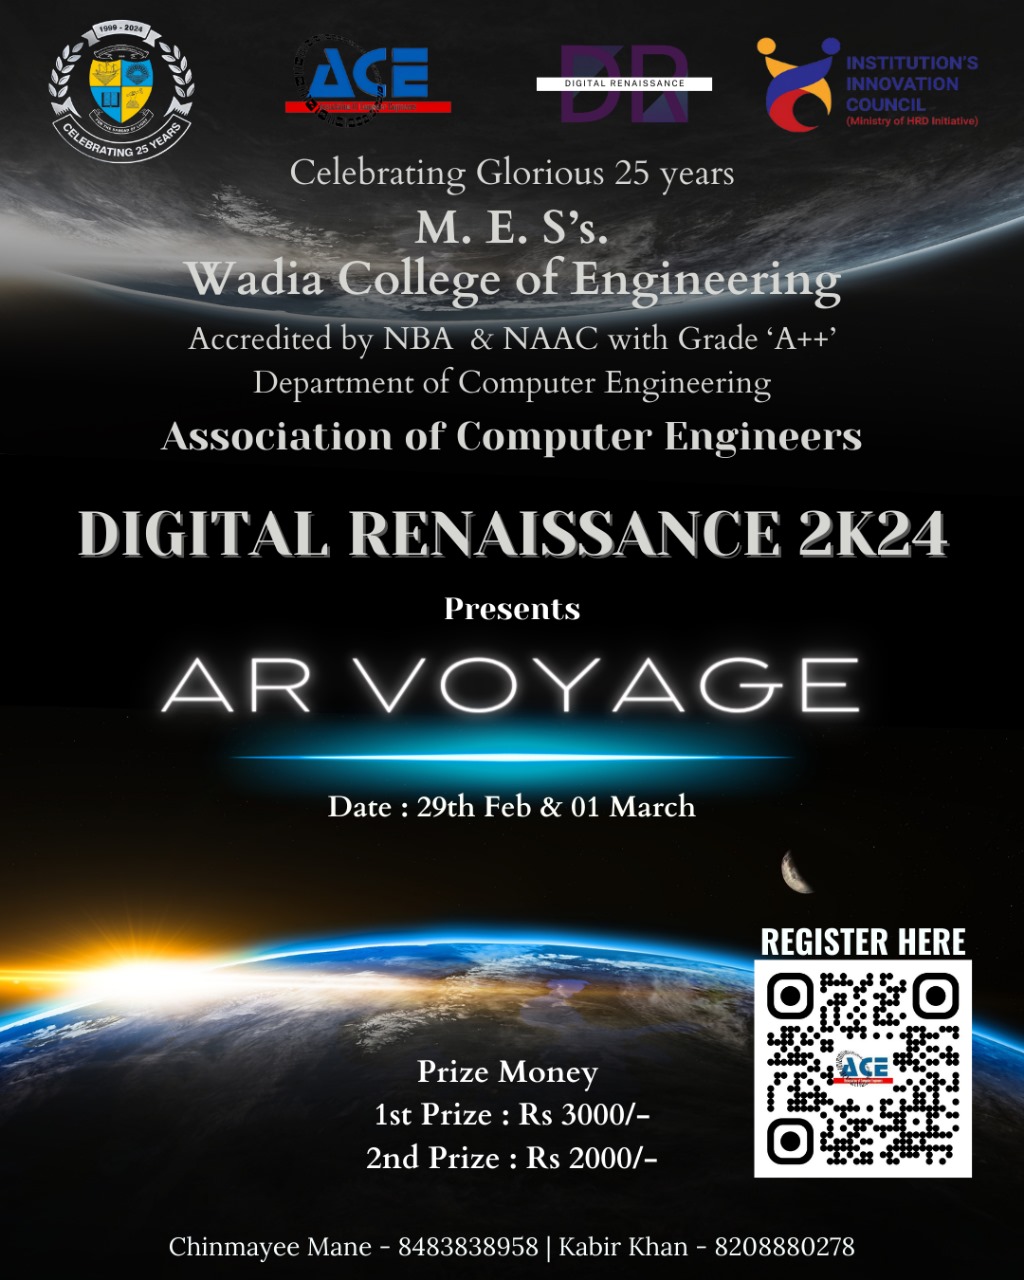 1999 - 2024
CELEBRATING 25 YEARS
ACE
DR
DIGITAL RENAISSANCE
INSTITUTION'S
INNOVATION
COUNCIL
(Ministry of HRD Initiative)
Celebrating Glorious 25 years
M. E. S's.
Wadia College of Engineering
Accredited by NBA & NAAC with Grade 'A++'
Department of Computer Engineering
Association of Computer Engineers
DIGITAL RENAISSANCE 2K24
Presents
AR VOYAGE
Date : 29th Feb & 01 March
REGISTER HERE
ACE
Prize Money
1st Prize : Rs 3000/-
2nd Prize : Rs 2000/-
Chinmayee Mane - 8483838958 | Kabir Khan - 8208880278